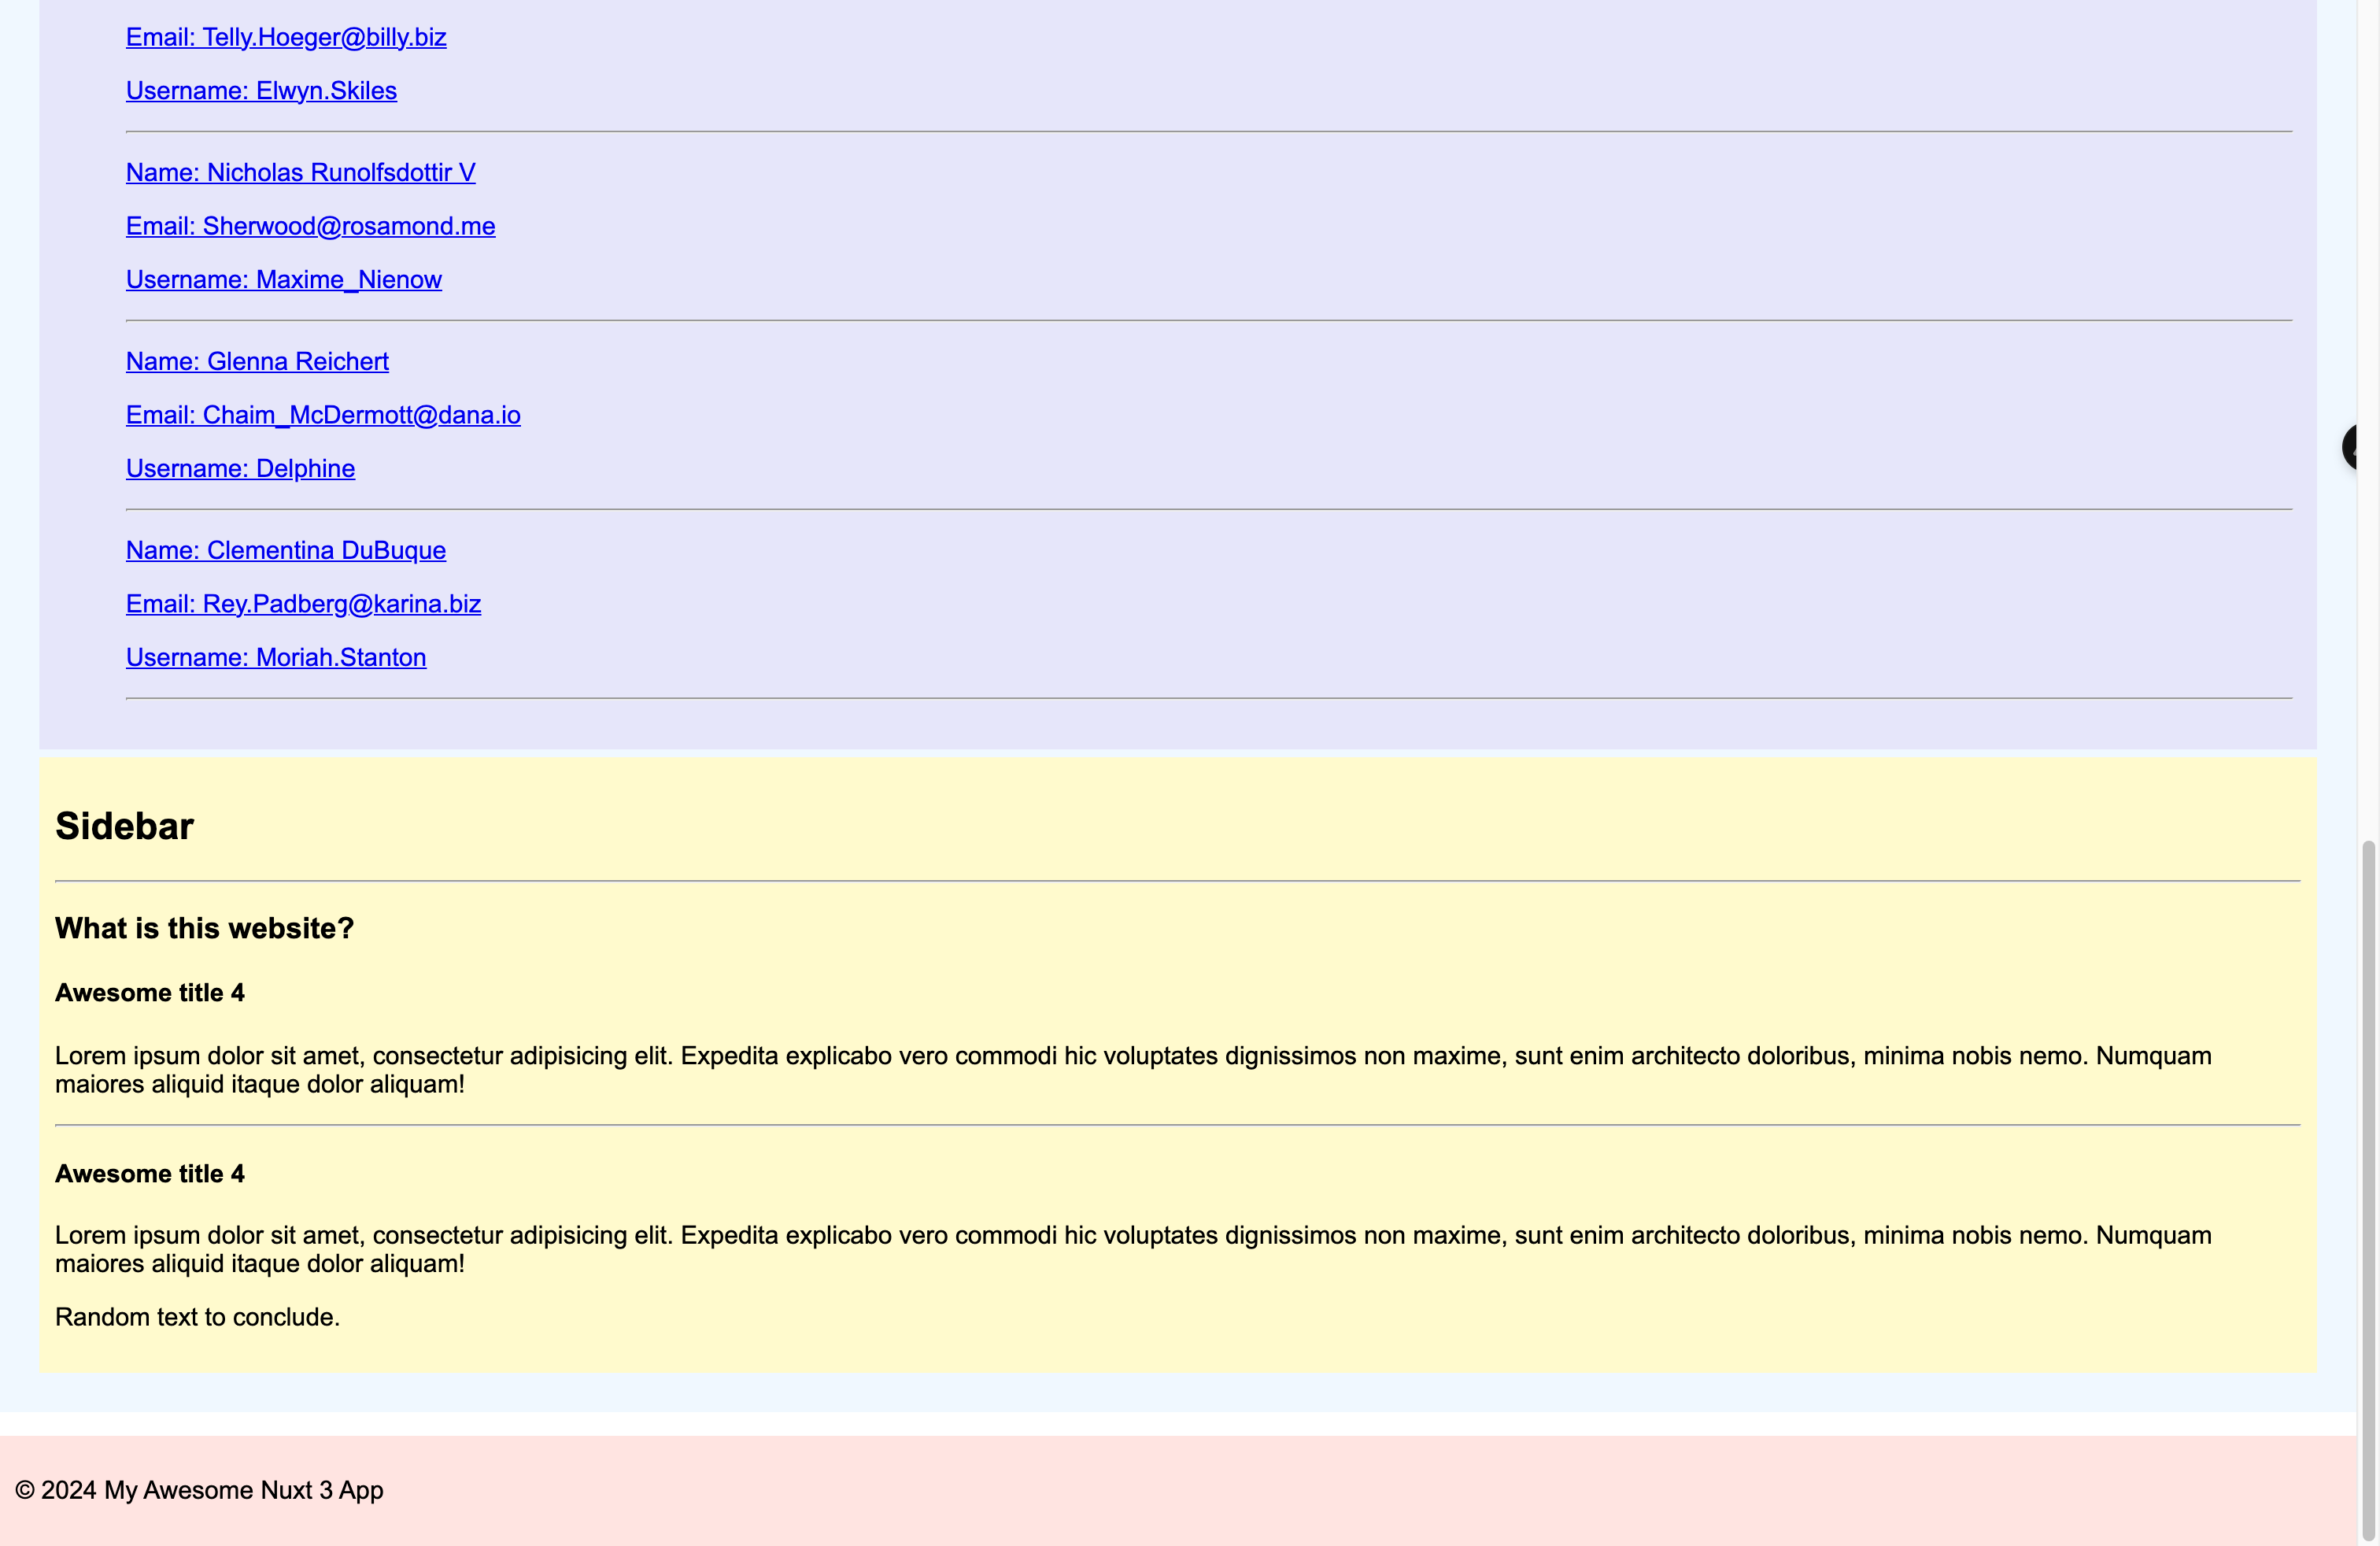 Email: Telly.Hoeger@billy.biz
Username: Elwyn.Skiles
Name: Nicholas Runolfsdottir V
Email: Sherwood@rosamond.me
Username: Maxime_Nienow
Name: Glenna Reichert
Email: Chaim_McDermott@dana.io
Username: Delphine
Name: Clementina DuBuque
Email: Rey.Padberg@karina.biz
Username: Moriah.Stanton
Sidebar
What is this website?
Awesome title 4
Lorem ipsum dolor sit amet, consectetur adipisicing elit. Expedita explicabo vero commodi hic voluptates dignissimos non maxime, sunt enim architecto doloribus, minima nobis nemo. Numquam
maiores aliquid itaque dolor aliquam!
Awesome title 4
Lorem ipsum dolor sit amet, consectetur adipisicing elit. Expedita explicabo vero commodi hic voluptates dignissimos non maxime, sunt enim architecto doloribus, minima nobis nemo. Numquam
maiores aliquid itaque dolor aliquam!
Random text to conclude.
© 2024 My Awesome Nuxt 3 App